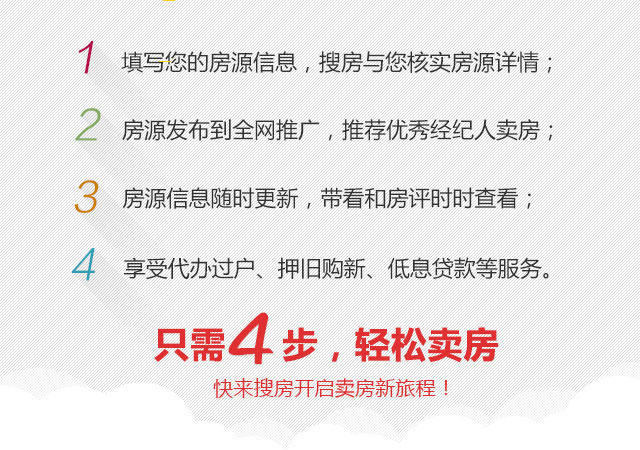 1 填写您的房源信息，搜房与您核实房源详情；
2 房源发布到全网推广，推荐优秀经纪人卖房；
3 房源信息随时更新，带看和房评时时查看；
4 享受代办过户、押旧购新、低息贷款等服务。
只需4步，轻松卖房
快来搜房开启卖房新旅程！